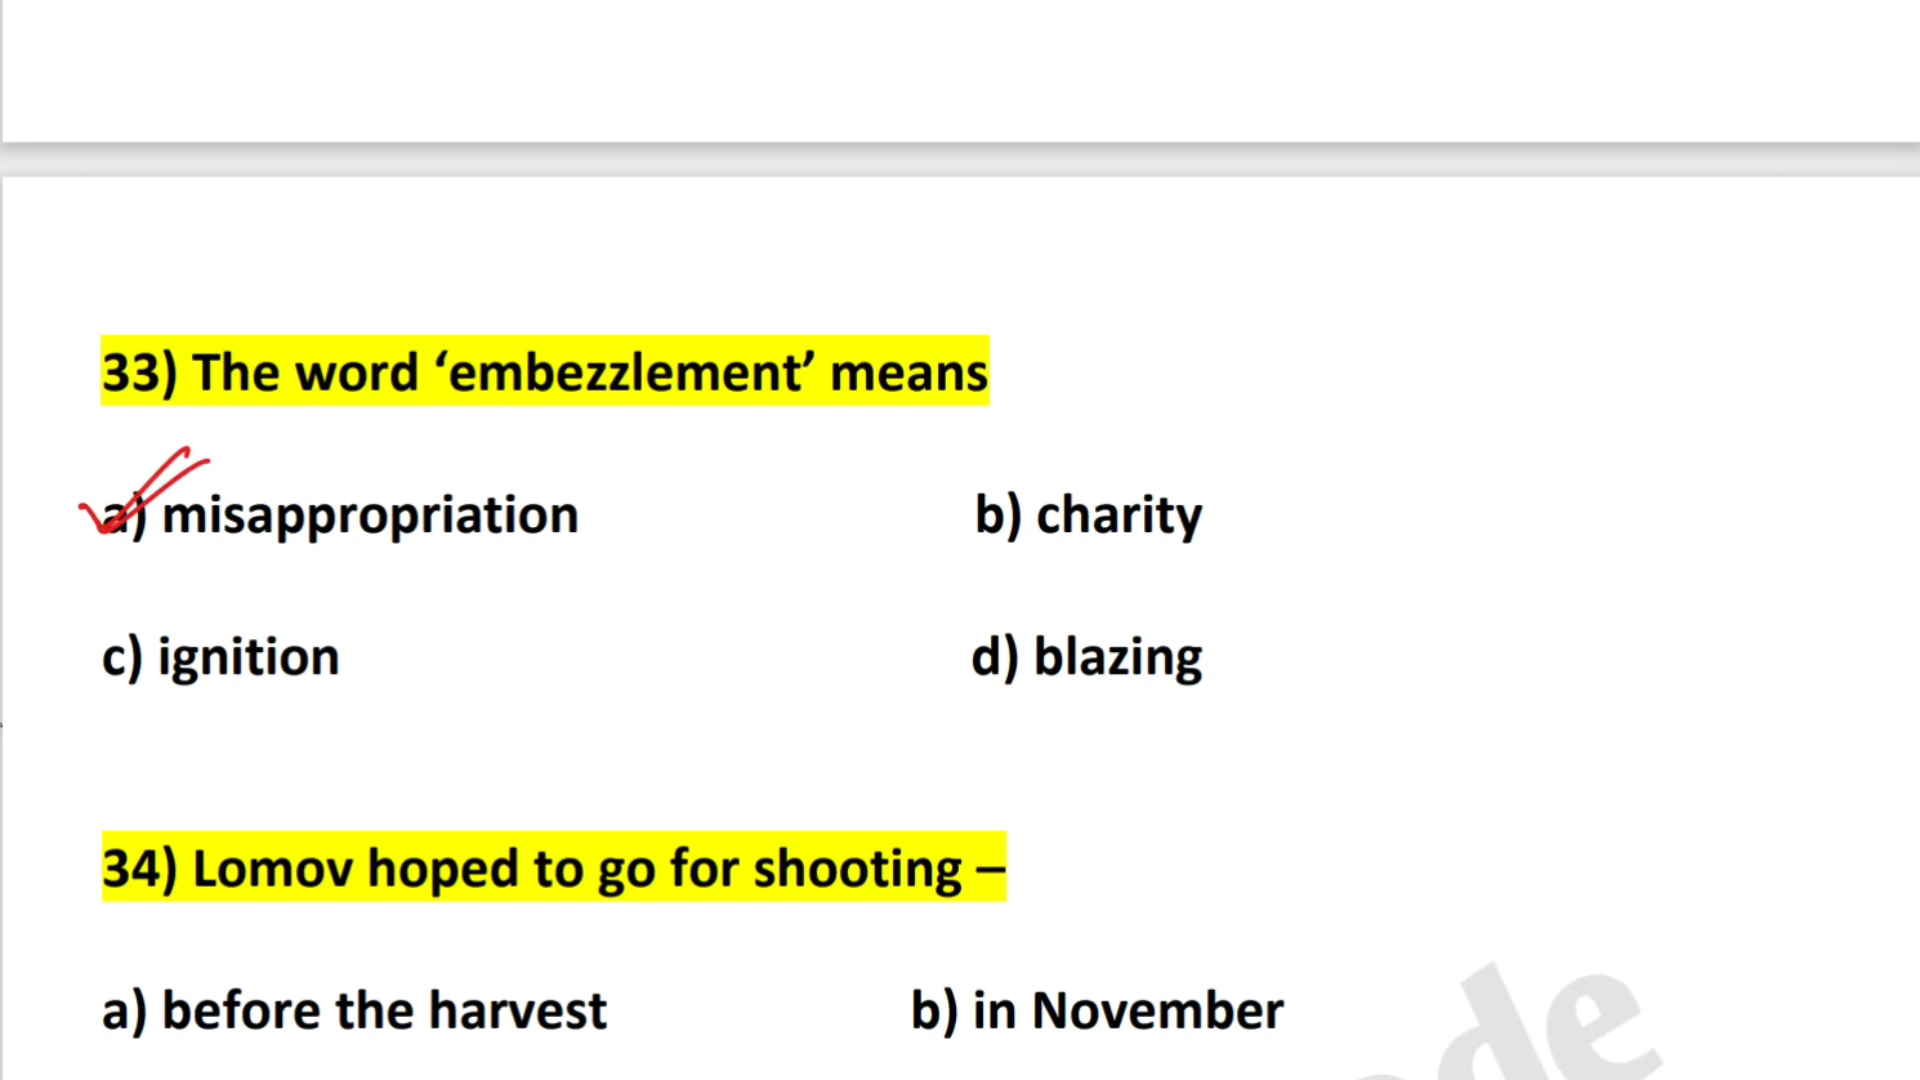 33) The word ‘embezzlement’ means
a) misappropriation b) charity
c) ignition d) blazing
34) Lomov hoped to go for shooting –
a) before the harvest b) in November